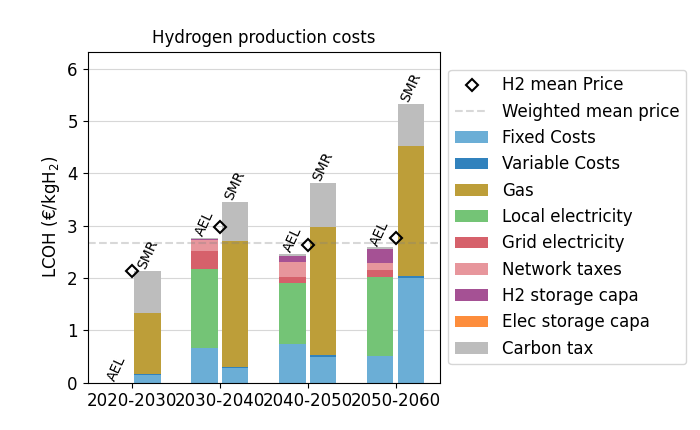 Hydrogen production costs
LCOH (€/kgH₂)
6
5
4
3
2
1
0
AEL
SMR
AEL
SMR
AEL
SMR
AEL
SMR
2020-2030
2030-2040
2040-2050
2050-2060
H2 mean Price
Weighted mean price
Fixed Costs
Variable Costs
Gas
Local electricity
Grid electricity
Network taxes
H2 storage capa
Elec storage capa
Carbon tax